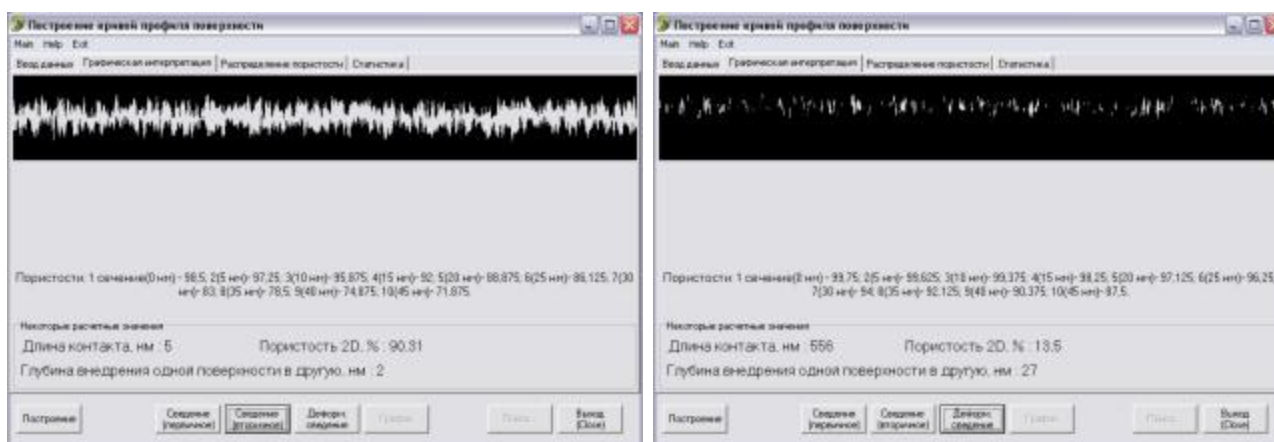 Построение кривой профиля поверхности
Main Help Exit
Ввод данных Графическая интерпретация Распределение пористости Статистика
Пористости: 1 сечение(0 нм) - 98,5; 2(5 нм)- 97,25; 3(10 нм)- 95,875; 4(15 нм)- 92; 5(20 нм)- 88,875; 6(25 нм)- 86,125; 7(30
нм)- 83; 8(35 нм)- 78,5; 9(40 нм)- 74,875; 10(45 нм)- 71,875.
Некоторые расчетные значения
Длина контакта, нм : 5 Пористость 2D, % : 90,31
Глубина внедрения одной поверхности в другую, нм : 2
Построение
Сведение
(первичное)
Сведение
(вторичное)
Деформ.
сведение
Выход
(Close)
Построение кривой профиля поверхности
Main Help Exit
Ввод данных Графическая интерпретация Распределение пористости Статистика
Пористости: 1 сечение(0 нм) - 99,75; 2(5 нм)- 99,625; 3(10 нм)- 99,375; 4(15 нм)- 98,25; 5(20 нм)- 97,125; 6(25 нм)- 96,25;
7(30 нм)- 94; 8(35 нм)- 92,125; 9(40 нм)- 90,375; 10(45 нм)- 87,5.
Некоторые расчетные значения
Длина контакта, нм : 556 Пористость 2D, % : 13,5
Глубина внедрения одной поверхности в другую, нм : 27
Построение
Сведение
(первичное)
Сведение
(вторичное)
Деформ.
сведение
Выход
(Close)